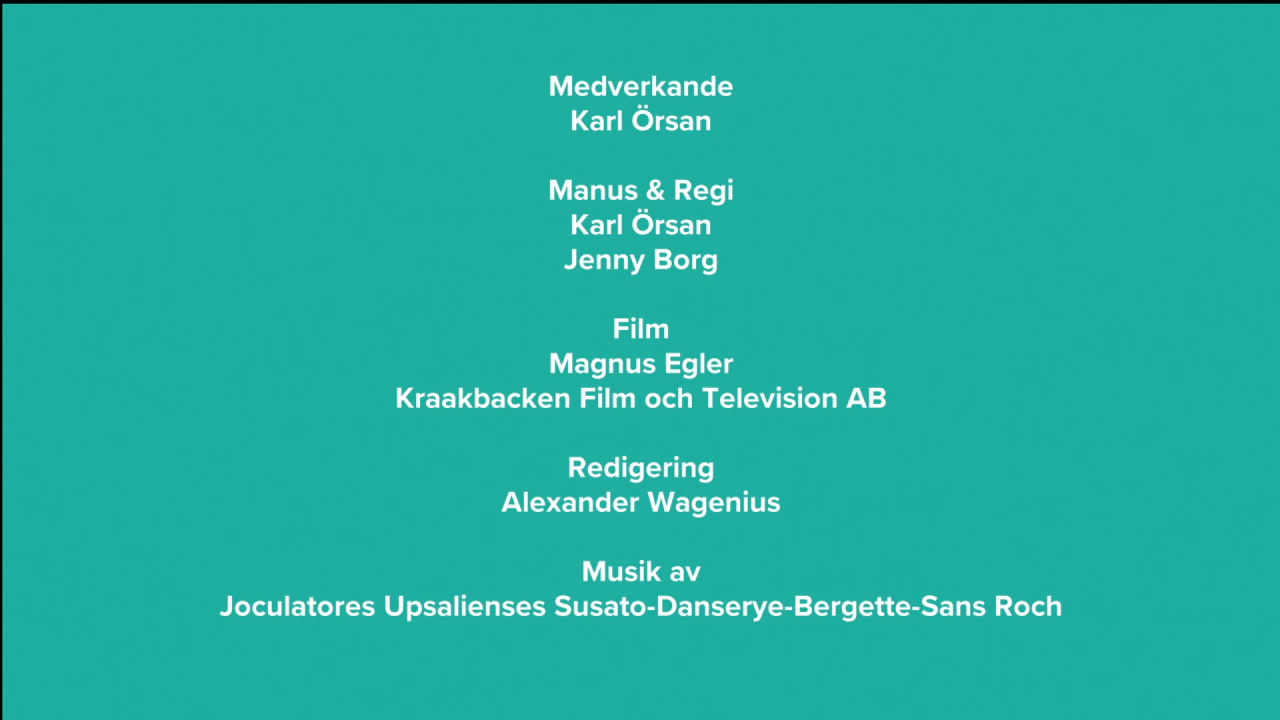 Medverkande
Karl Örsan
Manus & Regi
Karl Örsan
Jenny Borg
Film
Magnus Egler
Kraakbacken Film och Television AB
Redigering
Alexander Wagenius
Musik av
Joculatores Upsalienses Susato-Danserye-Bergette-Sans Roch